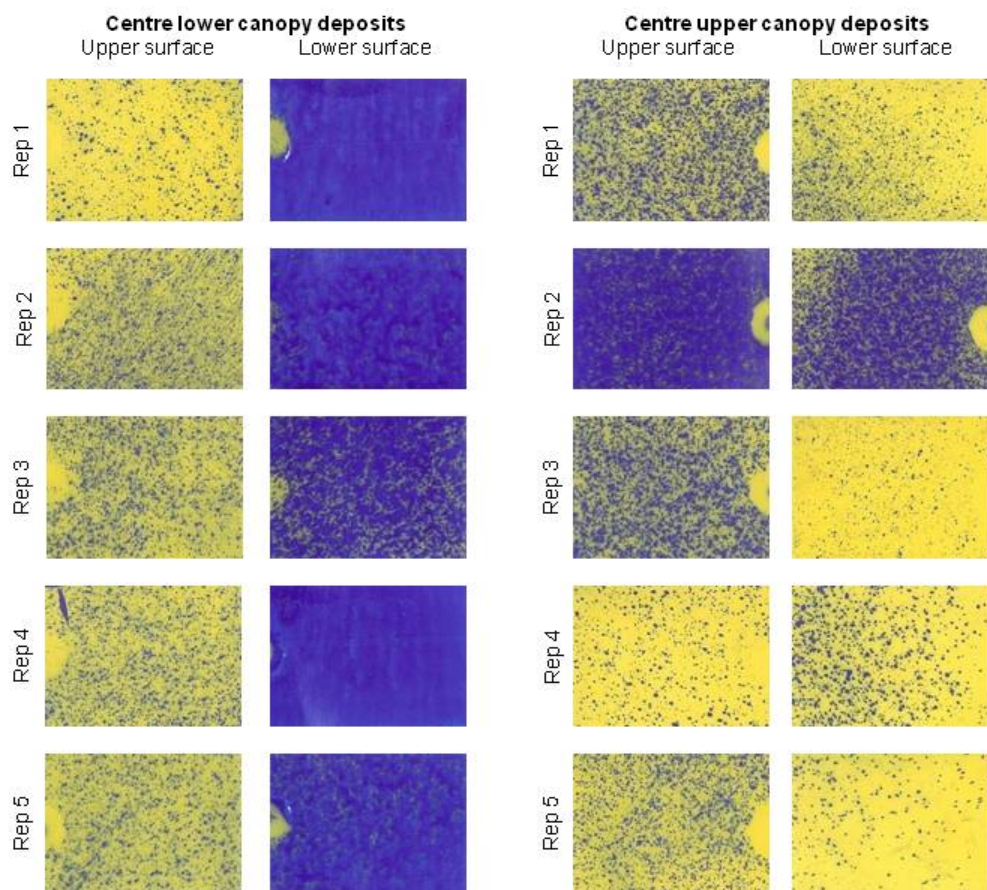 Centre lower canopy deposits
Upper surface
Lower surface
Rep 1
Rep 2
Rep 3
Rep 4
Rep 5
Centre upper canopy deposits
Upper surface
Lower surface
Rep 1
Rep 2
Rep 3
Rep 4
Rep 5